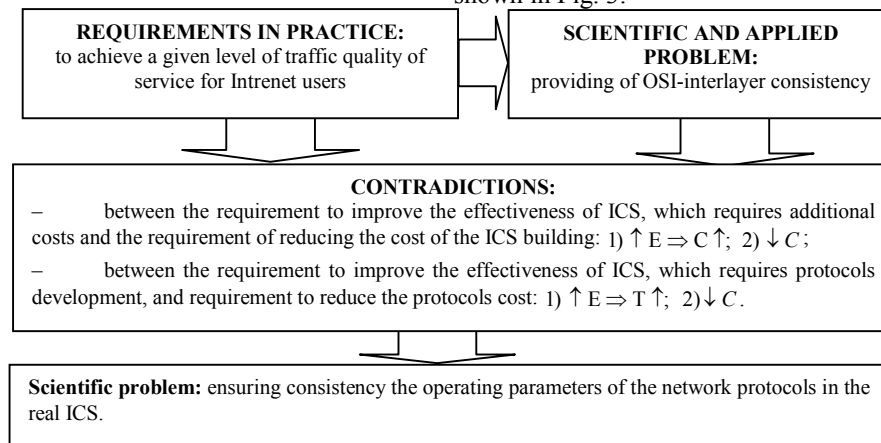 shown in Fig. 3.
REQUIREMENTS IN PRACTICE:
to achieve a given level of traffic quality of
service for Intrenet users
SCIENTIFIC AND APPLIED
PROBLEM:
providing of OSI-interlayer consistency
CONTRADICTIONS:
– between the requirement to improve the effectiveness of ICS, which requires additional
costs and the requirement of reducing the cost of the ICS building: 1) ↑ E ⇒ C ↑; 2) ↓ C ;
– between the requirement to improve the effectiveness of ICS, which requires protocols
development, and requirement to reduce the protocols cost: 1) ↑ E ⇒ T ↑; 2) ↓ C .
Scientific problem: ensuring consistency the operating parameters of the network protocols in the
real ICS.